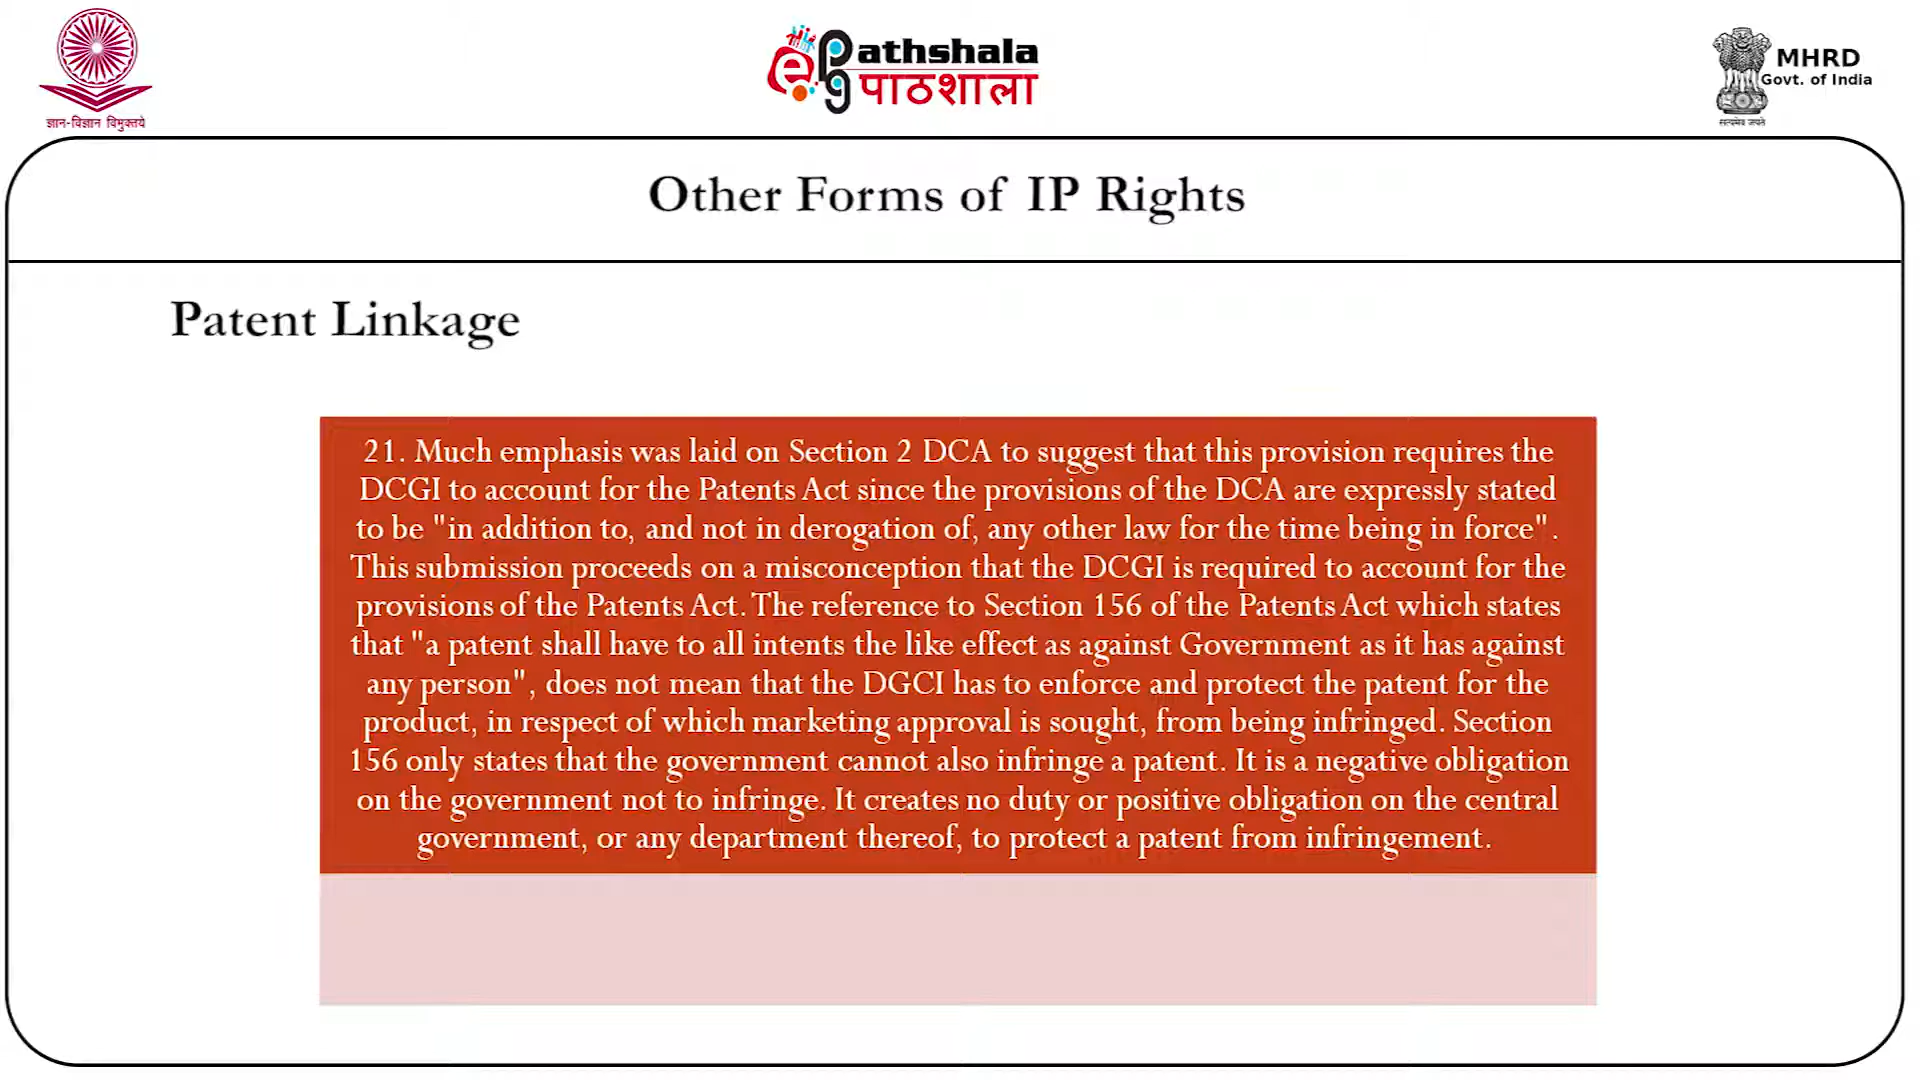 ज्ञान-विज्ञान विमुक्तये
ePgathshala
पाठशाला
MHRD
Govt. of India
सत्यमेव जयते
Other Forms of IP Rights
Patent Linkage
21. Much emphasis was laid on Section 2 DCA to suggest that this provision requires the
DCGI to account for the Patents Act since the provisions of the DCA are expressly stated
to be "in addition to, and not in derogation of, any other law for the time being in force".
This submission proceeds on a misconception that the DCGI is required to account for the
provisions of the Patents Act. The reference to Section 156 of the Patents Act which states
that "a patent shall have to all intents the like effect as against Government as it has against
any person", does not mean that the DGCI has to enforce and protect the patent for the
product, in respect of which marketing approval is sought, from being infringed. Section
156 only states that the government cannot also infringe a patent. It is a negative obligation
on the government not to infringe. It creates no duty or positive obligation on the central
government, or any department thereof, to protect a patent from infringement.